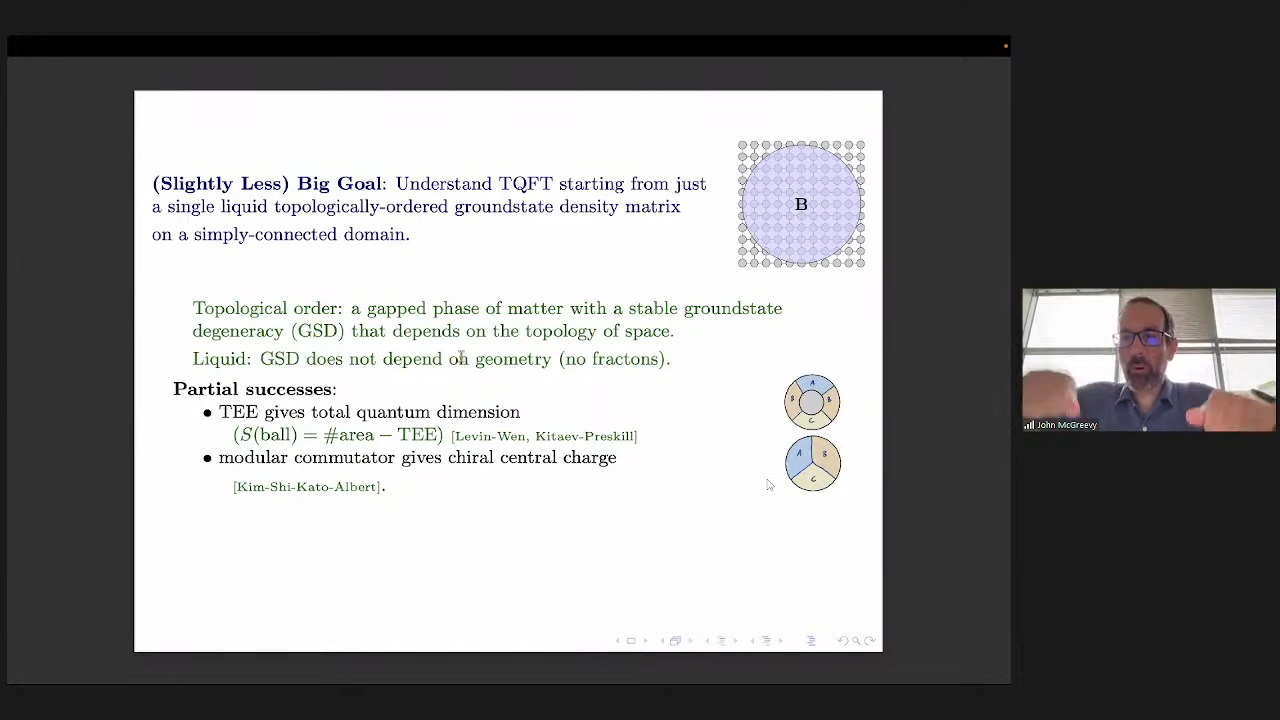 (Slightly Less) Big Goal: Understand TQFT starting from just
a single liquid topologically-ordered groundstate density matrix
on a simply-connected domain.
B
Topological order: a gapped phase of matter with a stable groundstate
degeneracy (GSD) that depends on the topology of space.
Liquid: GSD does not depend on geometry (no fractons).
Partial successes:
• TEE gives total quantum dimension
(S(ball) = #area − TEE) [Levin-Wen, Kitaev-Preskill]
• modular commutator gives chiral central charge
[Kim-Shi-Kato-Albert].
A
B B
C
A B
C
John McGreevy